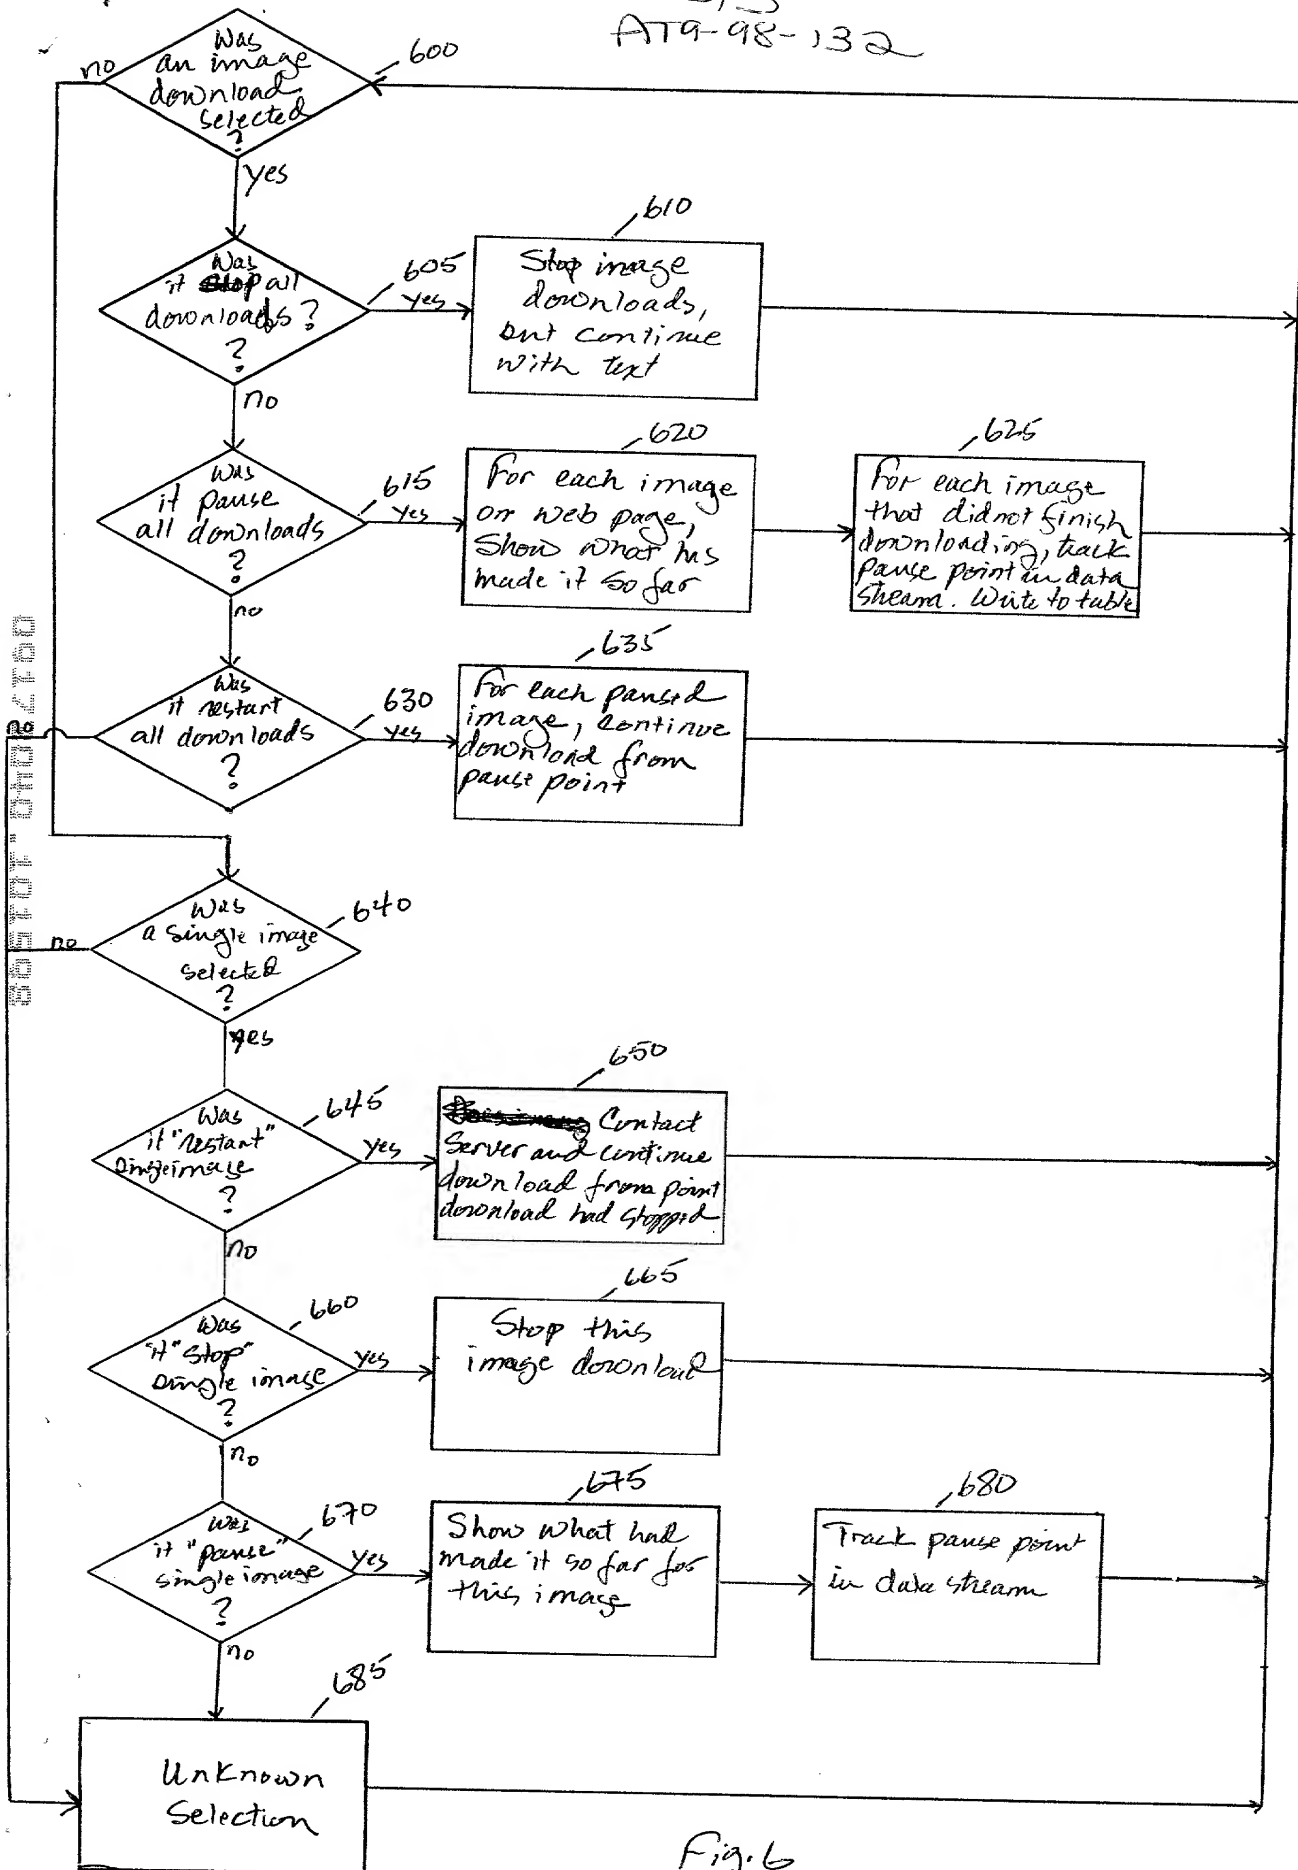 AT9-98-132
Was
an image
download
selected
?
600
no
yes
Was
it stop all
downloads?
?
605
yes
no
610
Stop image
downloads,
but continue
with text
Was
it pause
all downloads
?
615
yes
no
620
For each image
on web page,
Show what has
made it so far
625
For each image
that did not finish
downloading, track
pause point in data
stream. Write to table
Was
it restart
all downloads
?
630
yes
no
635
For each paused
image, continue
download from
pause point
Was
a single image
selected
?
640
no
yes
Was
it "restart"
single image
?
645
yes
no
650
Contact
Server and continue
download from point
download had stopped
Was
it "stop"
single image
?
660
yes
no
665
Stop this
image download
Was
it "pause"
single image
?
670
yes
no
675
Show what had
made it so far for
this image
680
Track pause point
in data stream
685
Unknown
Selection
Fig. 6